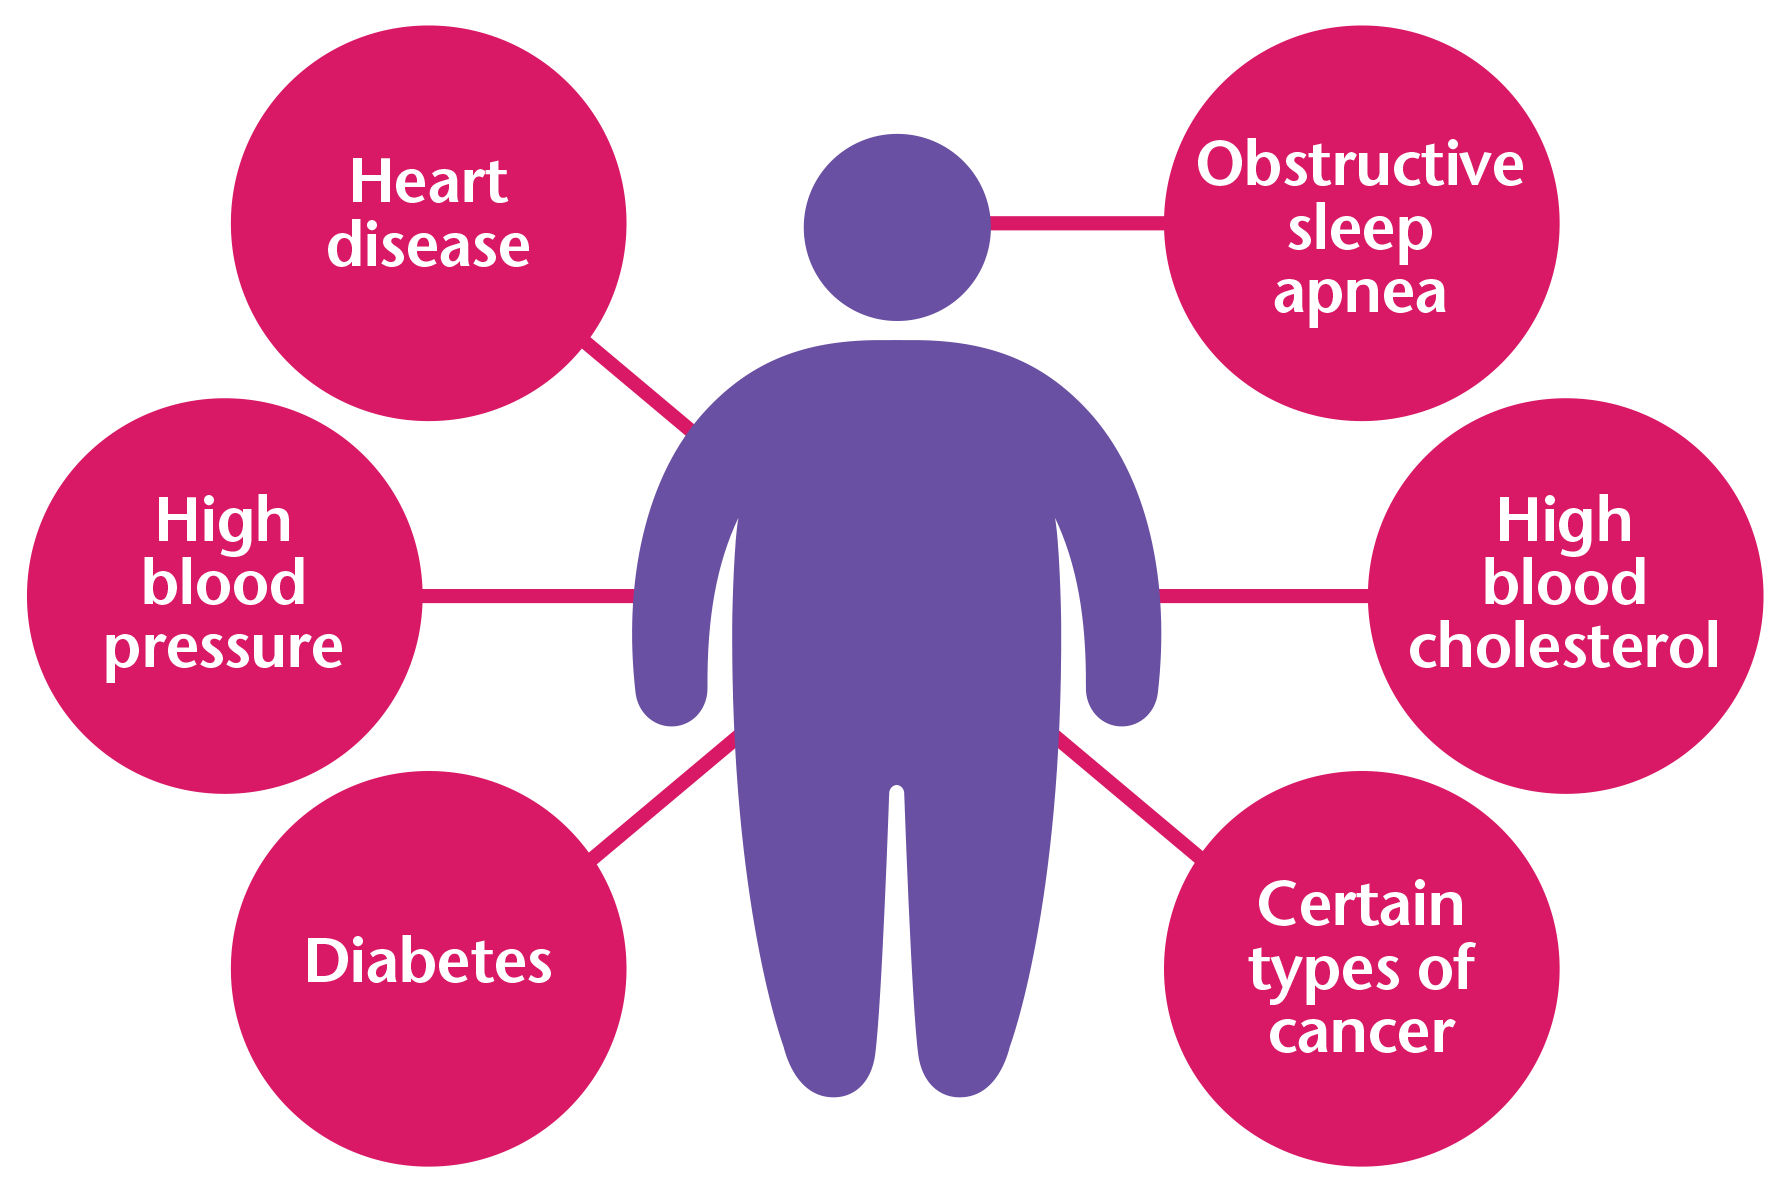 Heart
disease
Obstructive
sleep
apnea
High
blood
pressure
High
blood
cholesterol
Diabetes
Certain
types of
cancer